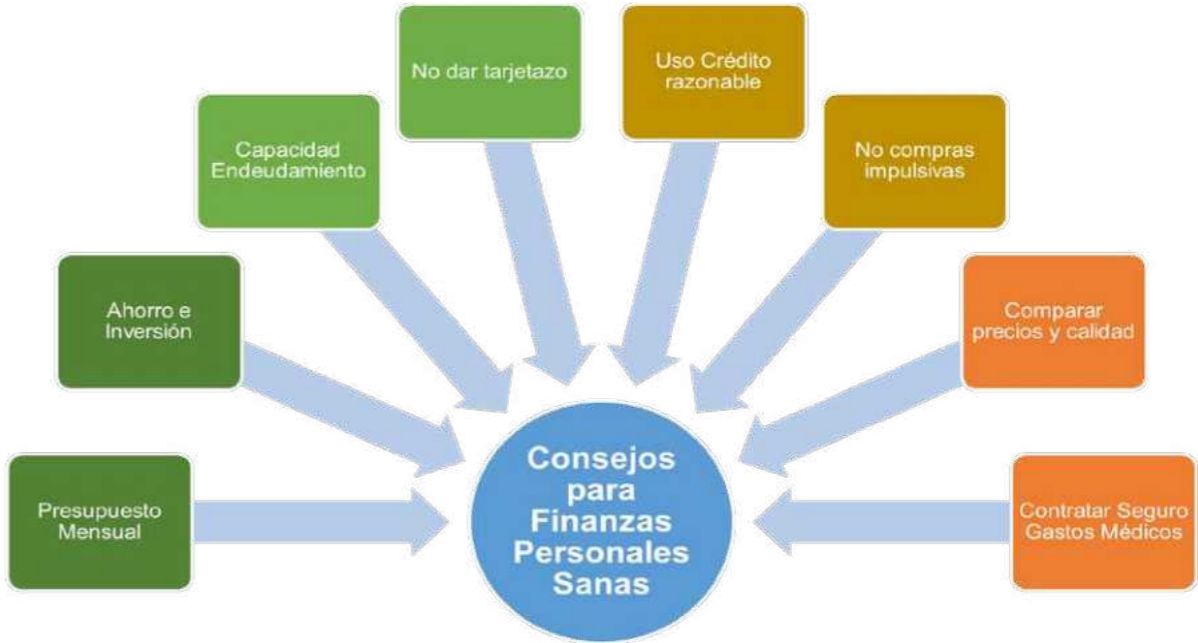 No dar tarjetazo
Uso Crédito
razonable
Capacidad
Endeudamiento
No compras
impulsivas
Ahorro e
Inversión
Comparar
precios y calidad
Presupuesto
Mensual
Consejos
para
Finanzas
Personales
Sanas
Contratar Seguro
Gastos Médicos